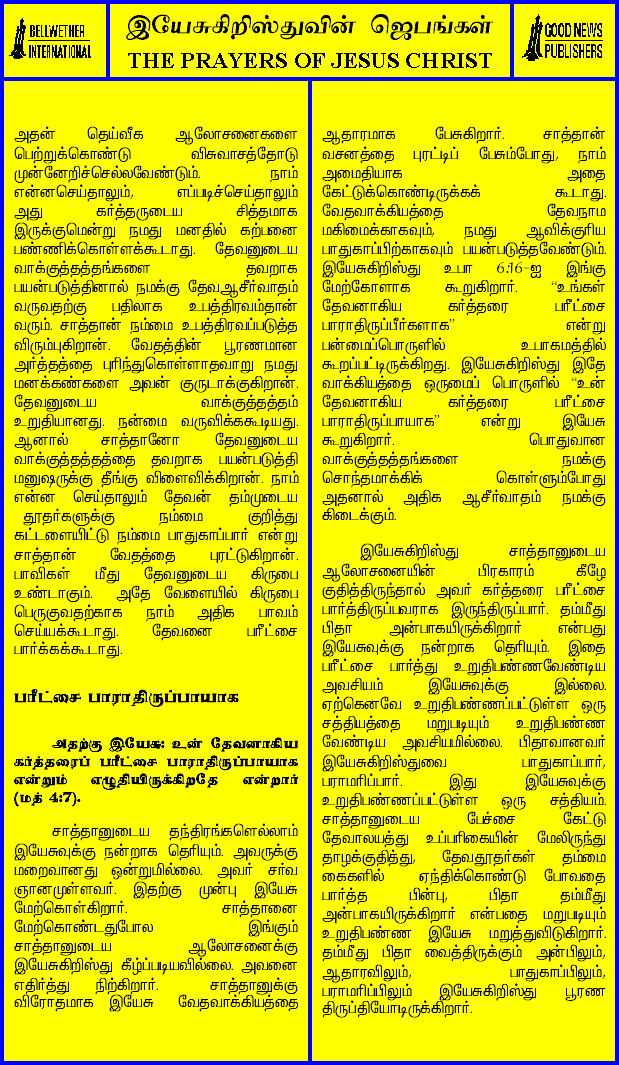 BELLWETHER
INTERNATIONAL
இயேசுகிறிஸ்துவின் ஜெபங்கள்
THE PRAYERS OF JESUS CHRIST
GOOD NEWS
PUBLISHERS
அதன் தெய்வீக ஆலோசனைகளை
பெற்றுக்கொண்டு விசுவாசத்தோடு
முன்னேறிச்செல்லவேண்டும். நாம்
என்னசெய்தாலும், எப்படிச்செய்தாலும்
அது கர்த்தருடைய சித்தமாக
இருக்குமென்று நமது மனதில் கற்பனை
பண்ணிக்கொள்ளக்கூடாது. தேவனுடைய
வாக்குத்தத்தங்களை தவறாக
பயன்படுத்தினால் நமக்கு தேவஆசீர்வாதம்
வருவதற்கு பதிலாக உபத்திரவம்தான்
வரும். சாத்தான் நம்மை உபத்திரவப்படுத்த
விரும்புகிறான். வேதத்தின் பூரணமான
அர்த்தத்தை புரிந்துகொள்ளாதவாறு நமது
மனக்கண்களை அவன் குருடாக்குகிறான்.
தேவனுடைய வாக்குத்தத்தம்
உறுதியானது. நன்மை வருவிக்கக்கூடியது.
ஆனால் சாத்தானோ தேவனுடைய
வாக்குத்தத்தத்தை தவறாக பயன்படுத்தி
மனுஷருக்கு தீங்கு விளைவிக்கிறான். நாம்
என்ன செய்தாலும் தேவன் தம்முடைய
தூதர்களுக்கு நம்மை குறித்து
கட்டளையிட்டு நம்மை பாதுகாப்பார் என்று
சாத்தான் வேதத்தை புரட்டுகிறான்.
பாவிகள் மீது தேவனுடைய கிருபை
உண்டாகும். அதே வேளையில் கிருபை
பெருகுவதற்காக நாம் அதிக பாவம்
செய்யக்கூடாது. தேவனை பரீட்சை
பார்க்கக்கூடாது.
பரீட்சை பாராதிருப்பாயாக
அதற்கு இயேசு: உன் தேவனாகிய
கர்த்தரைப் பரீட்சை பாராதிருப்பாயாக
என்றும் எழுதியிருக்கிறதே என்றார்
(மத் 4:7).
சாத்தானுடைய தந்திரங்களெல்லாம்
இயேசுவுக்கு நன்றாக தெரியும். அவருக்கு
மறைவானது ஒன்றுமில்லை. அவர் சர்வ
ஞானமுள்ளவர். இதற்கு முன்பு இயேசு
மேற்கொள்கிறார். சாத்தானை
மேற்கொண்டதுபோல இங்கும்
சாத்தானுடைய ஆலோசனைக்கு
இயேசுகிறிஸ்து கீழ்ப்படியவில்லை. அவனை
எதிர்த்து நிற்கிறார். சாத்தானுக்கு
விரோதமாக இயேசு வேதவாக்கியத்தை
ஆதாரமாக பேசுகிறார். சாத்தான்
வசனத்தை புரட்டிப் பேசும்போது, நாம்
அமைதியாக அதை
கேட்டுக்கொண்டிருக்கக் கூடாது.
வேதவாக்கியத்தை தேவநாம
மகிமைக்காகவும், நமது ஆவிக்குரிய
பாதுகாப்பிற்காகவும் பயன்படுத்தவேண்டும்.
இயேசுகிறிஸ்து உபா 6:16-ஐ இங்கு
மேற்கோளாக கூறுகிறார். "உங்கள்
தேவனாகிய கர்த்தரை பரீட்சை
பாராதிருப்பீர்களாக" என்று
பன்மைப்பொருளில் உபாகமத்தில்
கூறப்பட்டிருக்கிறது. இயேசுகிறிஸ்து இதே
வாக்கியத்தை ஒருமைப் பொருளில் "உன்
தேவனாகிய கர்த்தரை பரீட்சை
பாராதிருப்பாயாக" என்று இயேசு
கூறுகிறார். பொதுவான
வாக்குத்தத்தங்களை நமக்கு
சொந்தமாக்கிக் கொள்ளும்போது
அதனால் அதிக ஆசீர்வாதம் நமக்கு
கிடைக்கும்.
இயேசுகிறிஸ்து சாத்தானுடைய
ஆலோசனையின் பிரகாரம் கீழே
குதித்திருந்தால் அவர் கர்த்தரை பரீட்சை
பார்த்திருப்பவராக இருந்திருப்பார். தம்மீது
பிதா அன்பாகயிருக்கிறார் என்பது
இயேசுவுக்கு நன்றாக தெரியும். இதை
பரீட்சை பார்த்து உறுதிபண்ணவேண்டிய
அவசியம் இயேசுவுக்கு இல்லை.
ஏற்கெனவே உறுதிபண்ணப்பட்டுள்ள ஒரு
சத்தியத்தை மறுபடியும் உறுதிபண்ண
வேண்டிய அவசியமில்லை. பிதாவானவர்
இயேசுகிறிஸ்துவை பாதுகாப்பார்,
பராமரிப்பார். இது இயேசுவுக்கு
உறுதிபண்ணப்பட்டுள்ள ஒரு சத்தியம்.
சாத்தானுடைய பேச்சை கேட்டு
தேவாலயத்து உப்பரிகையின் மேலிருந்து
தாழக்குதித்து, தேவதூதர்கள் தம்மை
கைகளில் ஏந்திக்கொண்டு போவதை
பார்த்த பின்பு, பிதா தம்மீது
அன்பாகயிருக்கிறார் என்பதை மறுபடியும்
உறுதிபண்ண இயேசு மறுத்துவிடுகிறார்.
தம்மீது பிதா வைத்திருக்கும் அன்பிலும்,
ஆதாரவிலும், பாதுகாப்பிலும்,
பராமரிப்பிலும் இயேசுகிறிஸ்து பூரண
திருப்தியோடிருக்கிறார்.